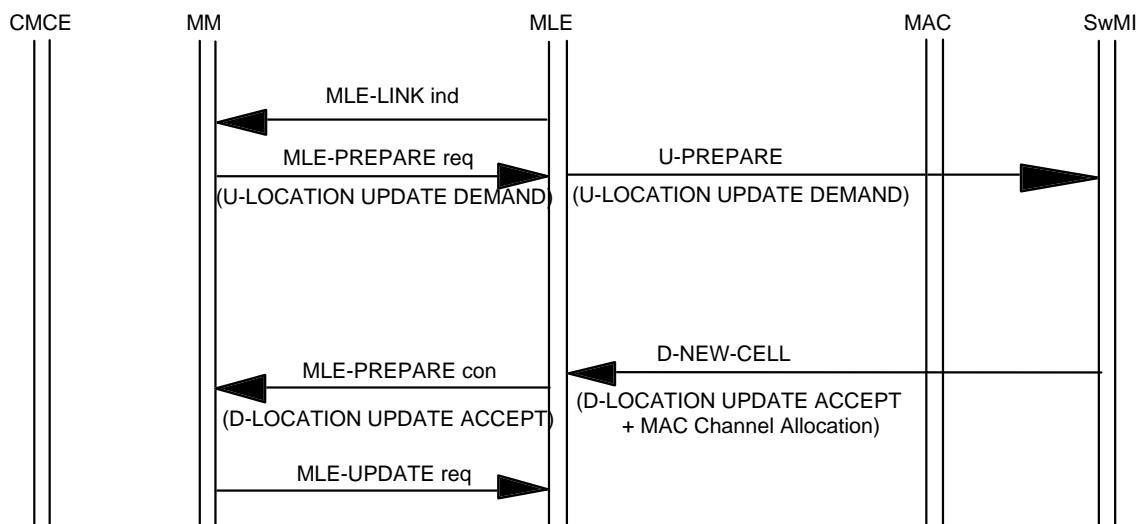 CMCE MM MLE MAC SwMI
MLE-LINK ind
MLE-PREPARE req
U-PREPARE
(U-LOCATION UPDATE DEMAND)
(U-LOCATION UPDATE DEMAND)
D-NEW-CELL
MLE-PREPARE con
(D-LOCATION UPDATE ACCEPT
+ MAC Channel Allocation)
(D-LOCATION UPDATE ACCEPT)
MLE-UPDATE req